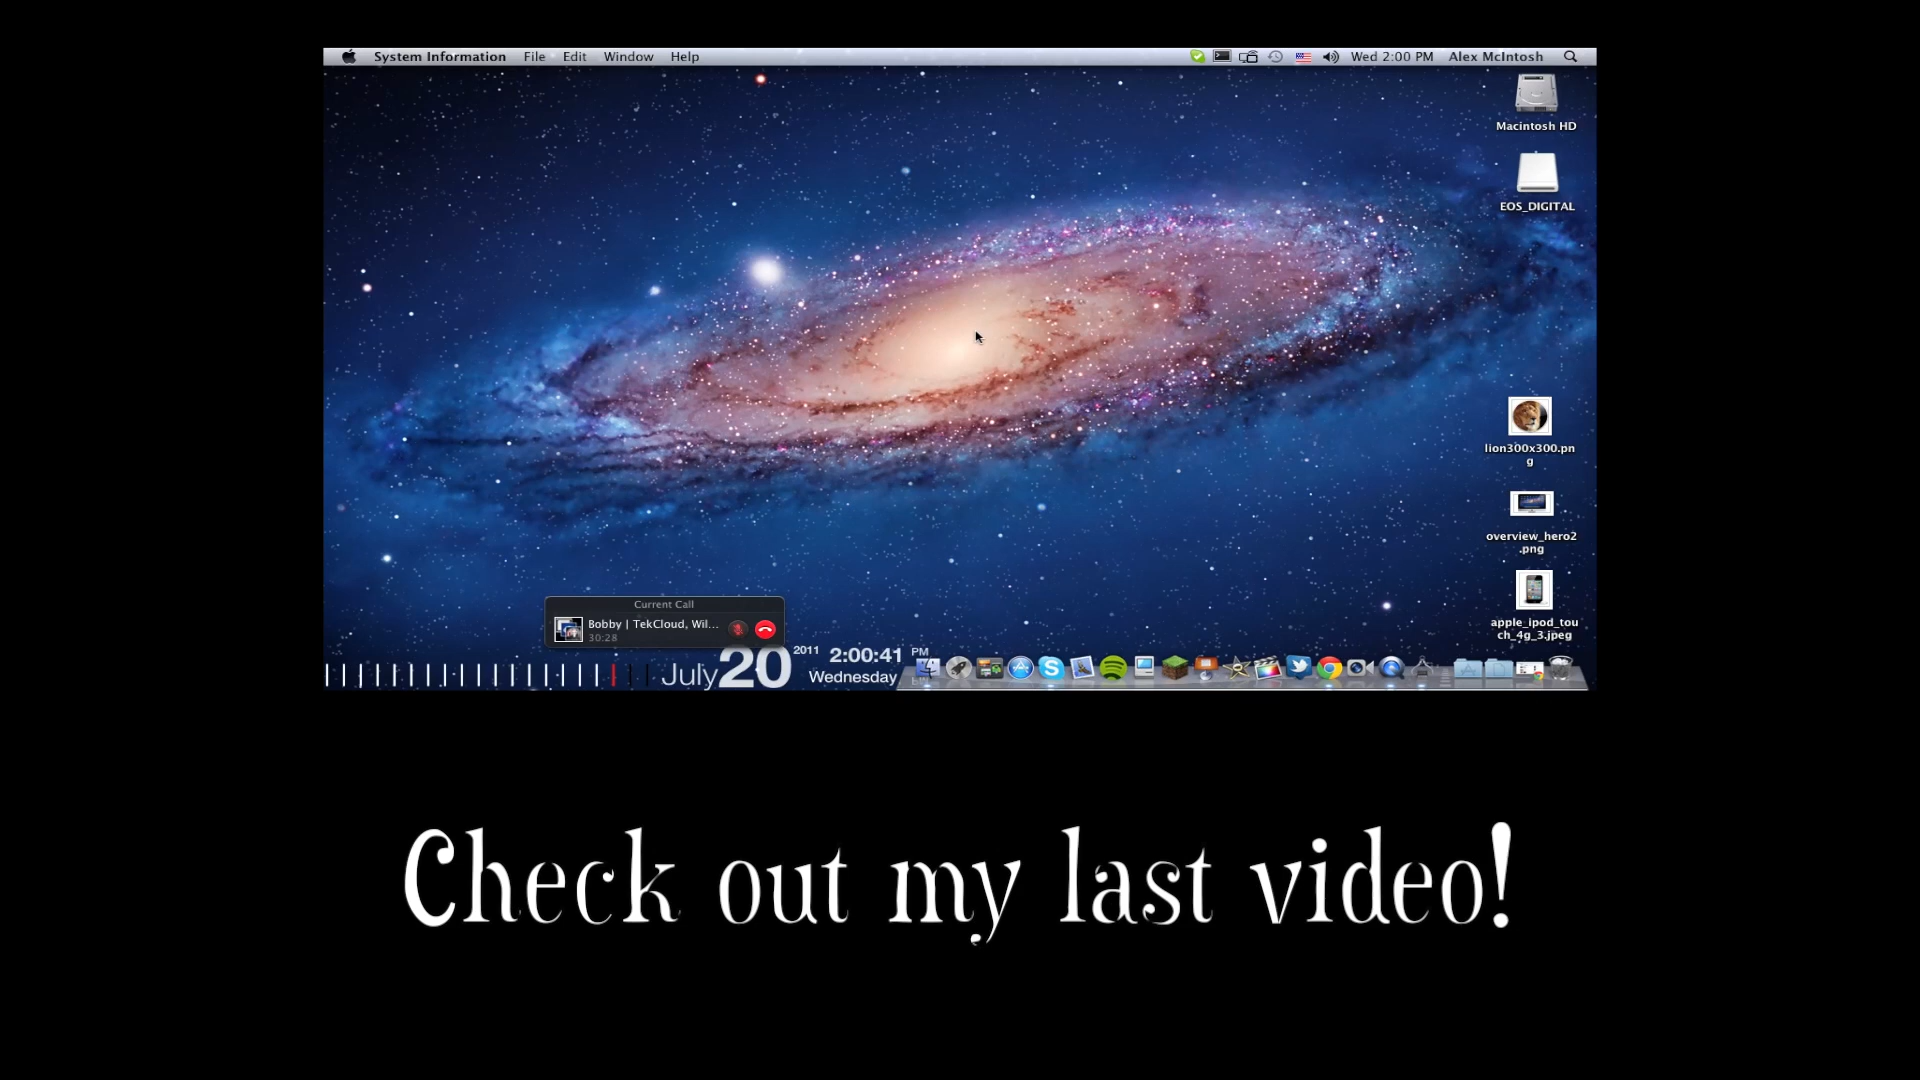 System Information File Edit Window Help Wed 2:00 PM Alex McIntosh
Macintosh HD
EOS_DIGITAL
lion300x300.pn
g
overview_hero2
.png
apple_ipod_tou
ch_4g_3.jpeg
Current Call
Bobby | TekCloud, Wil...
30:28
July 20 2011 2:00:41 PM
Wednesday
Check out my last video!